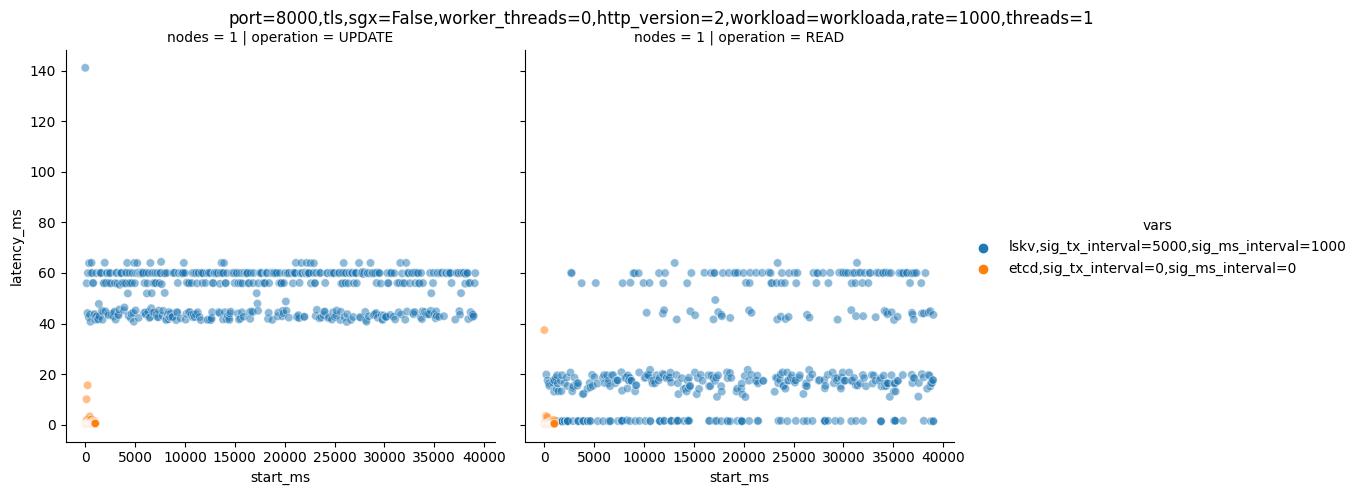 port=8000,tls,sgx=False,worker_threads=0,http_version=2,workload=workloada,rate=1000,threads=1
nodes = 1 | operation = UPDATE
nodes = 1 | operation = READ
140
120
100
80
60
40
20
0
latency_ms
0 5000 10000 15000 20000 25000 30000 35000 40000
start_ms
0 5000 10000 15000 20000 25000 30000 35000 40000
start_ms
vars
lskv,sig_tx_interval=5000,sig_ms_interval=1000
etcd,sig_tx_interval=0,sig_ms_interval=0